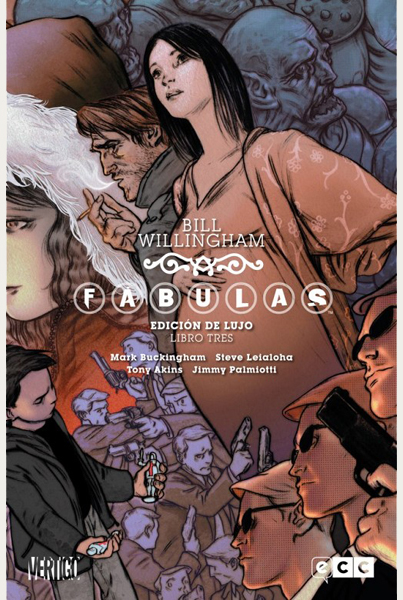 BILL
WILLINGHAM
FÁBULAS
EDICIÓN DE LUJO
LIBRO TRES
Mark Buckingham Steve Leialoha
Tony Akins Jimmy Palmiotti
VERTIGO
ecc